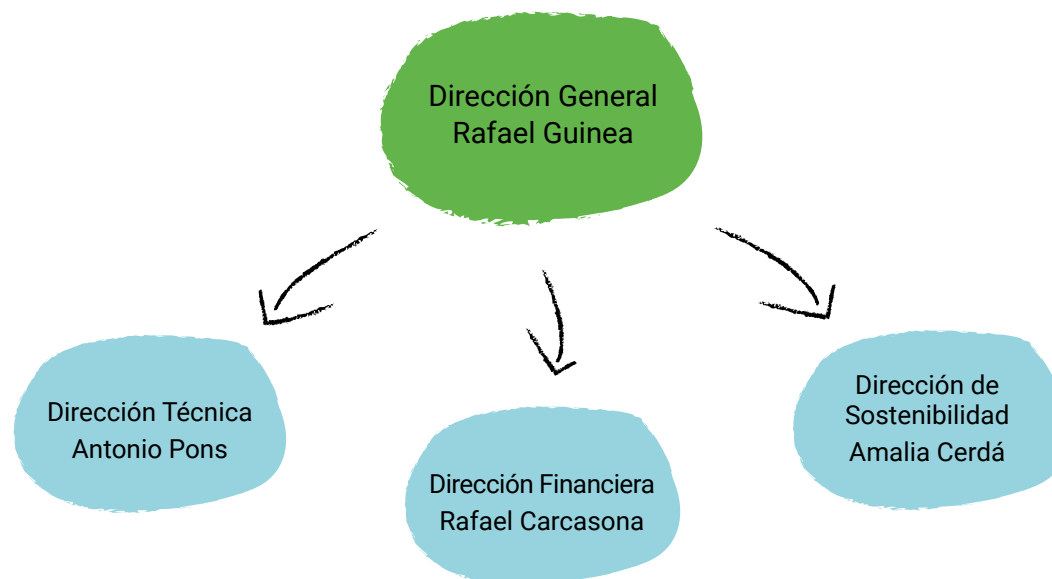 Dirección General
Rafael Guinea
Dirección Técnica
Antonio Pons
Dirección Financiera
Rafael Carcasona
Dirección de
Sostenibilidad
Amalia Cerdá